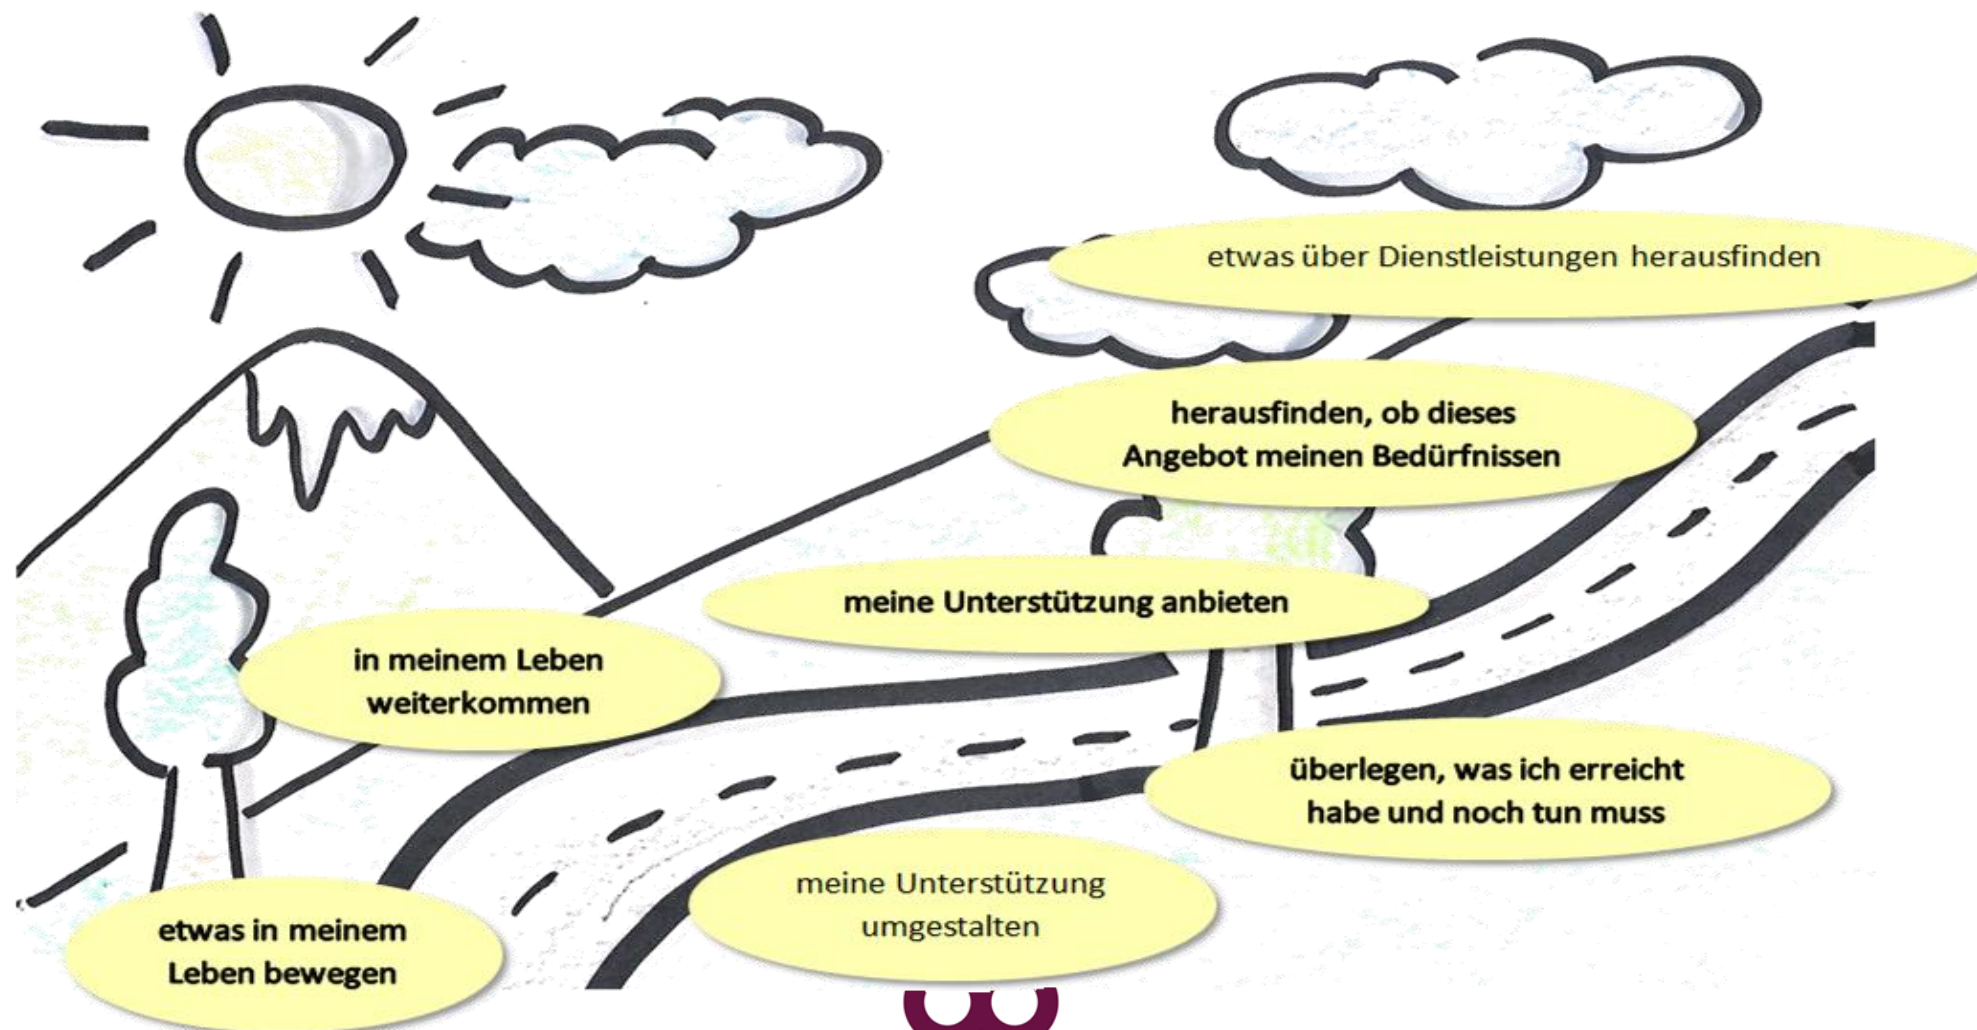 etwas über Dienstleistungen herausfinden
herausfinden, ob dieses
Angebot meinen Bedürfnissen
meine Unterstützung anbieten
in meinem Leben
weiterkommen
überlegen, was ich erreicht
habe und noch tun muss
meine Unterstützung
umgestalten
etwas in meinem
Leben bewegen